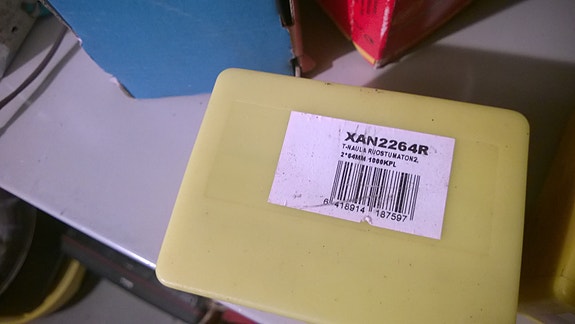 XAN2264R
T-NAULA RUOSTUMATON2,
2*64MM 1000KPL
6 418914 187597